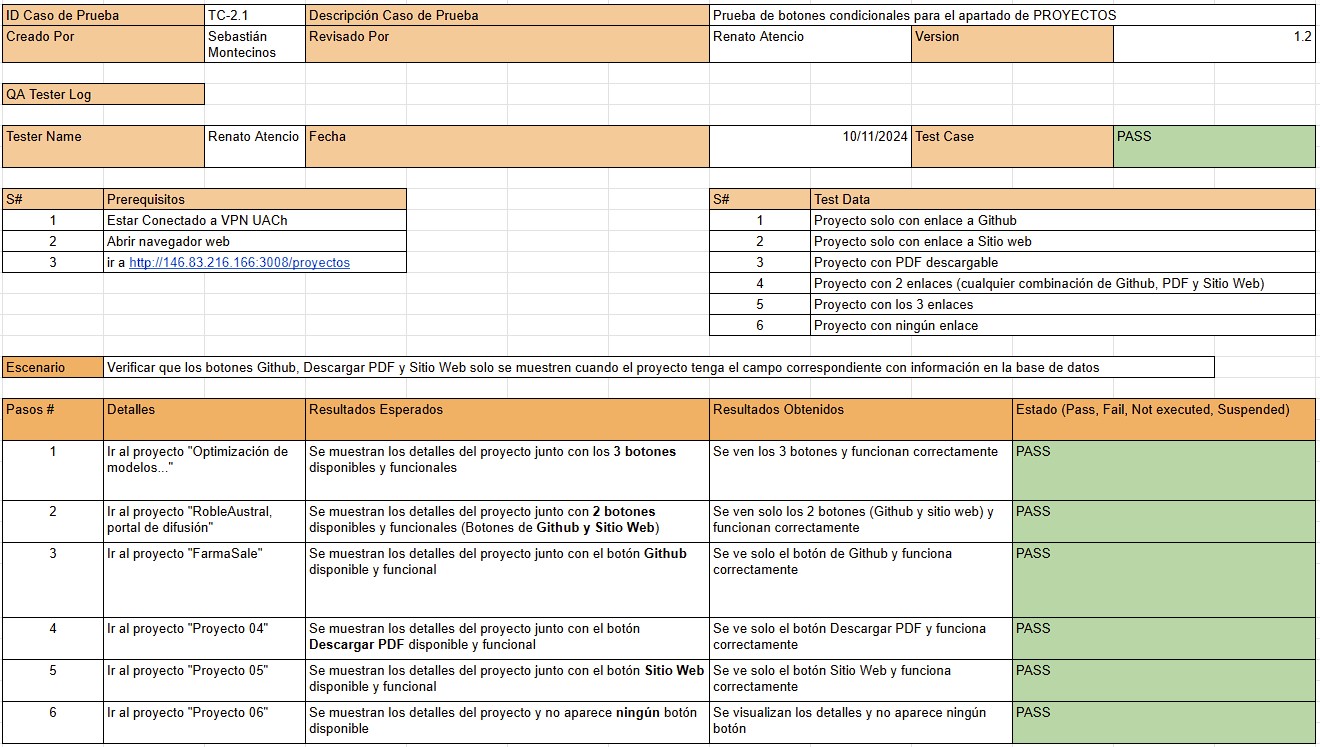 ID Caso de Prueba TC-2.1 Descripción Caso de Prueba Prueba de botones condicionales para el apartado de PROYECTOS
Creado Por Sebastián Revisado Por Renato Atencio Version 1.2
Montecinos
QA Tester Log
Tester Name Renato Atencio Fecha 10/11/2024 Test Case PASS
S# Prerequisitos S# Test Data
1 Estar Conectado a VPN UACh 1 Proyecto solo con enlace a Github
2 Abrir navegador web 2 Proyecto solo con enlace a Sitio web
3 ir a http://146.83.216.166:3008/proyectos 3 Proyecto con PDF descargable
4 Proyecto con 2 enlaces (cualquier combinación de Github, PDF y Sitio Web)
5 Proyecto con los 3 enlaces
6 Proyecto con ningún enlace
Escenario Verificar que los botones Github, Descargar PDF y Sitio Web solo se muestren cuando el proyecto tenga el campo correspondiente con información en la base de datos
Pasos # Detalles Resultados Esperados Resultados Obtenidos Estado (Pass, Fail, Not executed, Suspended)
1 Ir al proyecto "Optimización de Se muestran los detalles del proyecto junto con los 3 botones Se ven los 3 botones y funcionan correctamente PASS
modelos..." disponibles y funcionales
2 Ir al proyecto "RobleAustral, Se muestran los detalles del proyecto junto con 2 botones Se ven solo los 2 botones (Github y sitio web) y PASS
portal de difusión" disponibles y funcionales (Botones de Github y Sitio Web) funcionan correctamente
3 Ir al proyecto "FarmaSale" Se muestran los detalles del proyecto junto con el botón Github Se ve solo el botón de Github y funciona PASS
disponible y funcional correctamente
4 Ir al proyecto "Proyecto 04" Se muestran los detalles del proyecto junto con el botón Se ve solo el botón Descargar PDF y funciona PASS
Descargar PDF disponible y funcional correctamente
5 Ir al proyecto "Proyecto 05" Se muestran los detalles del proyecto junto con el botón Sitio Web Se ve solo el botón Sitio Web y funciona PASS
disponible y funcional correctamente
6 Ir al proyecto "Proyecto 06" Se muestran los detalles del proyecto y no aparece ningún botón Se visualizan los detalles y no aparece ningún PASS
disponible botón